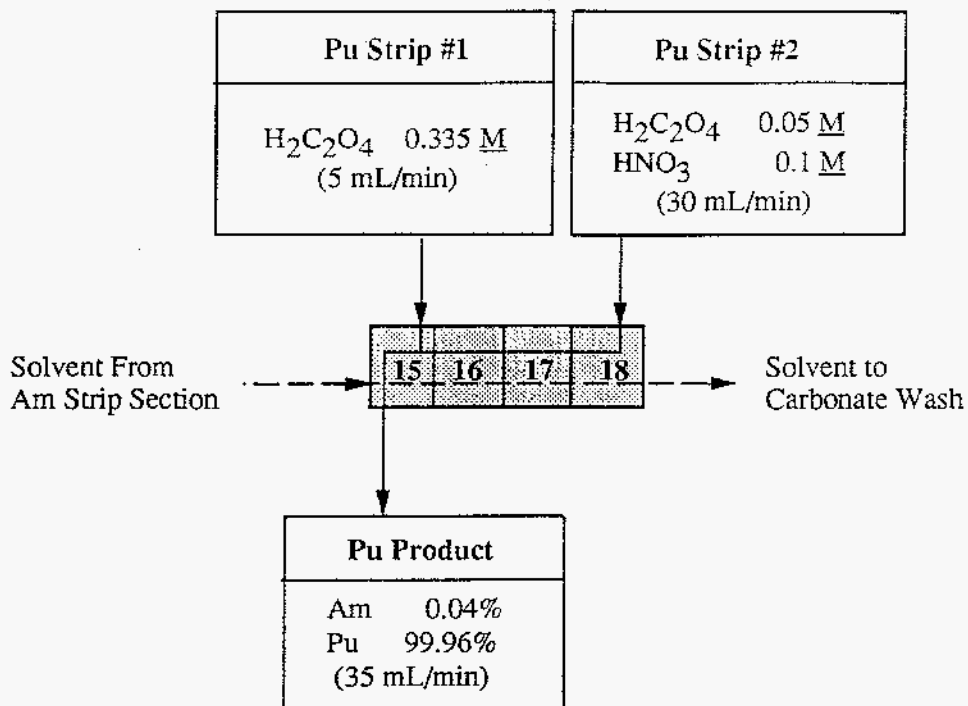 Pu Strip #1
H2C2O4 0.335 M
(5 mL/min)
Pu Strip #2
H2C2O4 0.05 M
HNO3 0.1 M
(30 mL/min)
Solvent From
Am Strip Section
15 16 17 18
Solvent to
Carbonate Wash
Pu Product
Am 0.04%
Pu 99.96%
(35 mL/min)